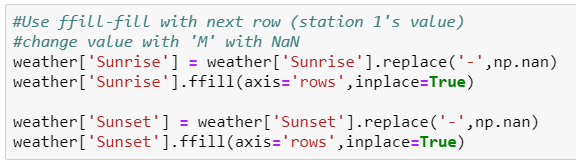 #Use ffill-fill with next row (station 1's value)
#change value with 'M' with NaN
weather['Sunrise'] = weather['Sunrise'].replace('-',np.nan)
weather['Sunrise'].ffill(axis='rows',inplace=True)
weather['Sunset'] = weather['Sunset'].replace('-',np.nan)
weather['Sunset'].ffill(axis='rows',inplace=True)